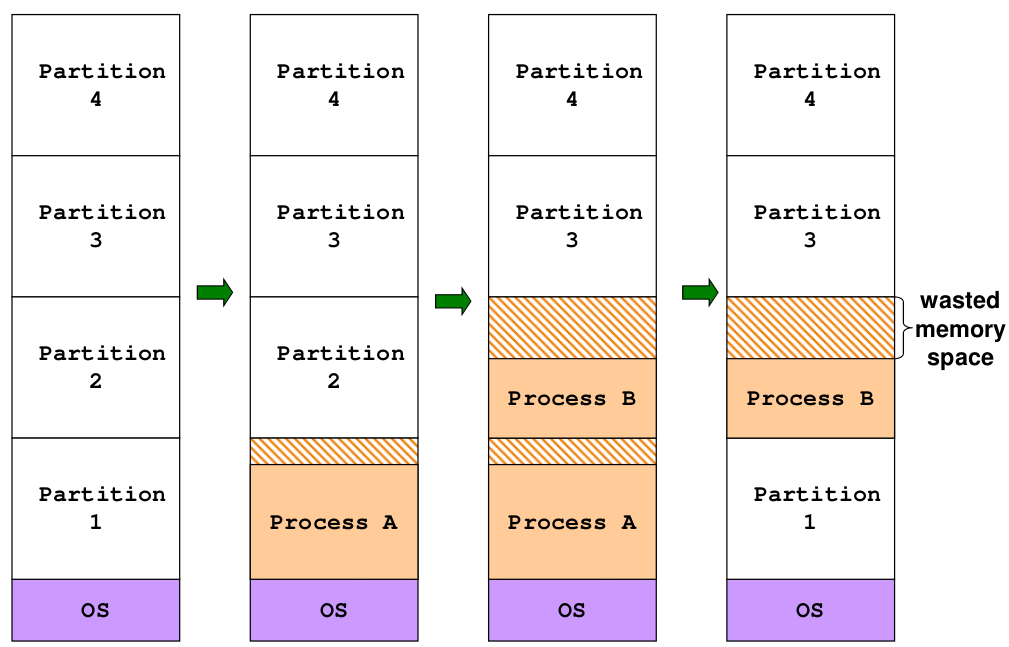 Partition
4
Partition
3
Partition
2
Partition
1
OS
Partition
4
Partition
3
Partition
2
Process A
OS
Partition
4
Partition
3
Process B
Process A
OS
Partition
4
Partition
3
Process B
Partition
1
OS
wasted
memory
space